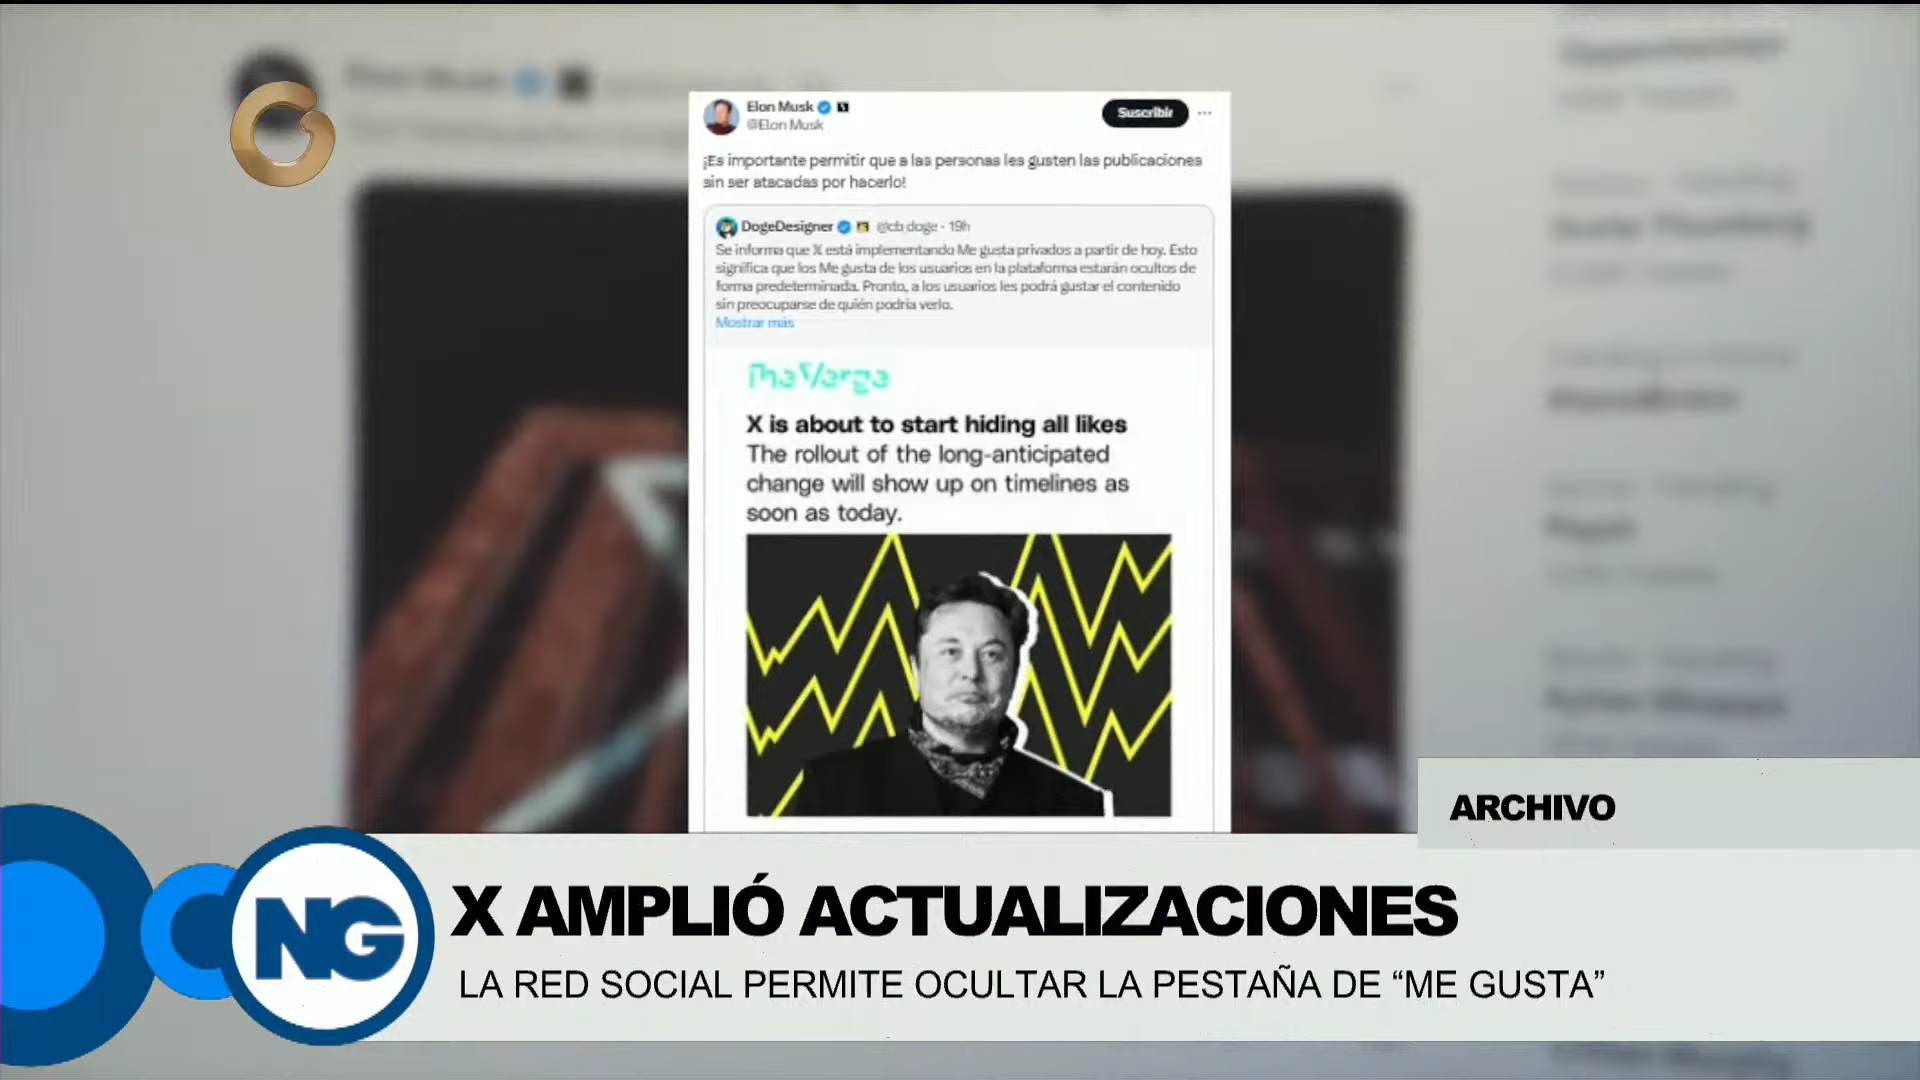 Elon Musk
@Elon Musk
Suscribir
¡Es importante permitir que a las personas les gusten las publicaciones
sin ser atacadas por hacerlo!
DogeDesigner @cb doge · 19h
Se informa que X está implementando Me gusta privados a partir de hoy. Esto
significa que los Me gusta de los usuarios en la plataforma estarán ocultos de
forma predeterminada. Pronto, a los usuarios les podrá gustar el contenido
sin preocuparse de quién podría verlo.
Mostrar más
TheVerge
X is about to start hiding all likes
The rollout of the long-anticipated
change will show up on timelines as
soon as today.
ARCHIVO
NG
X AMPLIÓ ACTUALIZACIONES
LA RED SOCIAL PERMITE OCULTAR LA PESTAÑA DE “ME GUSTA”